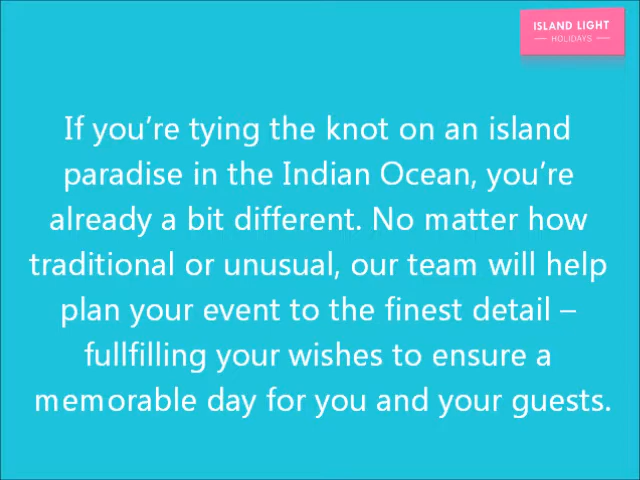 ISLAND LIGHT
HOLIDAYS
If you're tying the knot on an island
paradise in the Indian Ocean, you're
already a bit different. No matter how
traditional or unusual, our team will help
plan your event to the finest detail –
fullfilling your wishes to ensure a
memorable day for you and your guests.